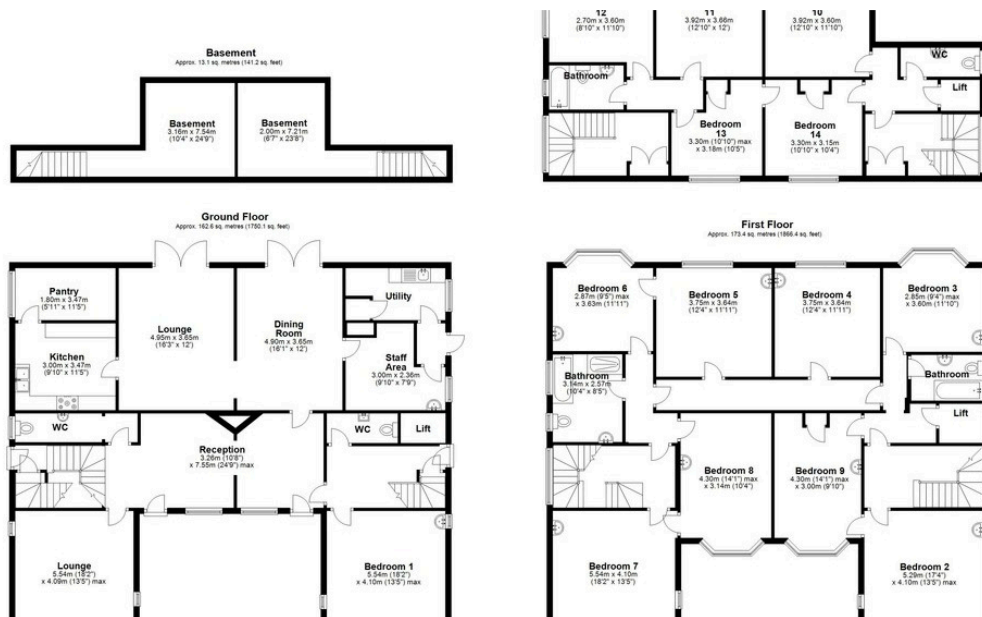 Basement
Approx. 13.1 sq. metres (141.2 sq. feet)
Basement
3.16m x 7.54m
(10'4" x 24'9")
Basement
2.00m x 7.21m
(6'7" x 23'8")
12
2.70m x 3.60m
(8'10" x 11'10")
11
3.92m x 3.66m
(12'10" x 12')
10
3.92m x 3.60m
(12'10" x 11'10")
WC
Bathroom
Lift
Bedroom
13
3.30m (10'10") max
x 3.18m (10'5")
Bedroom
14
3.30m x 3.15m
(10'10" x 10'4")
Ground Floor
Approx. 162.6 sq. metres (1750.1 sq. feet)
Pantry
1.80m x 3.47m
(5'11" x 11'5")
Utility
Lounge
4.95m x 3.65m
(16'3" x 12')
Dining
Room
4.90m x 3.65m
(16'1" x 12')
Kitchen
3.00m x 3.47m
(9'10" x 11'5")
Staff
Area
3.00m x 2.36m
(9'10" x 7'9")
WC
WC
Lift
Reception
3.26m (10'8")
x 7.55m (24'9") max
Lounge
5.54m (18'2")
x 4.09m (13'5") max
Bedroom 1
5.54m (18'2")
x 4.10m (13'5") max
First Floor
Approx. 173.4 sq. metres (1866.4 sq. feet)
Bedroom 6
2.87m (9'5") max
x 3.63m (11'11")
Bedroom 5
3.75m x 3.64m
(12'4" x 11'11")
Bedroom 4
3.75m x 3.64m
(12'4" x 11'11")
Bedroom 3
2.85m (9'4") max
x 3.60m (11'10")
Bathroom
3.14m x 2.57m
(10'4" x 8'5")
Bathroom
Lift
Bedroom 8
4.30m (14'1") max
x 3.14m (10'4")
Bedroom 9
4.30m (14'1") max
x 3.00m (9'10")
Bedroom 7
5.54m x 4.10m
(18'2" x 13'5")
Bedroom 2
5.29m (17'4")
x 4.10m (13'5") max